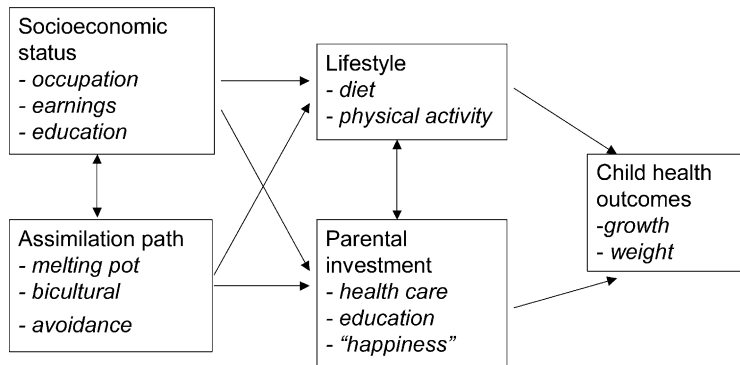 Socioeconomic
status
- occupation
- earnings
- education
Lifestyle
- diet
- physical activity
Child health
outcomes
-growth
- weight
Assimilation path
- melting pot
- bicultural
- avoidance
Parental
investment
- health care
- education
- “happiness”